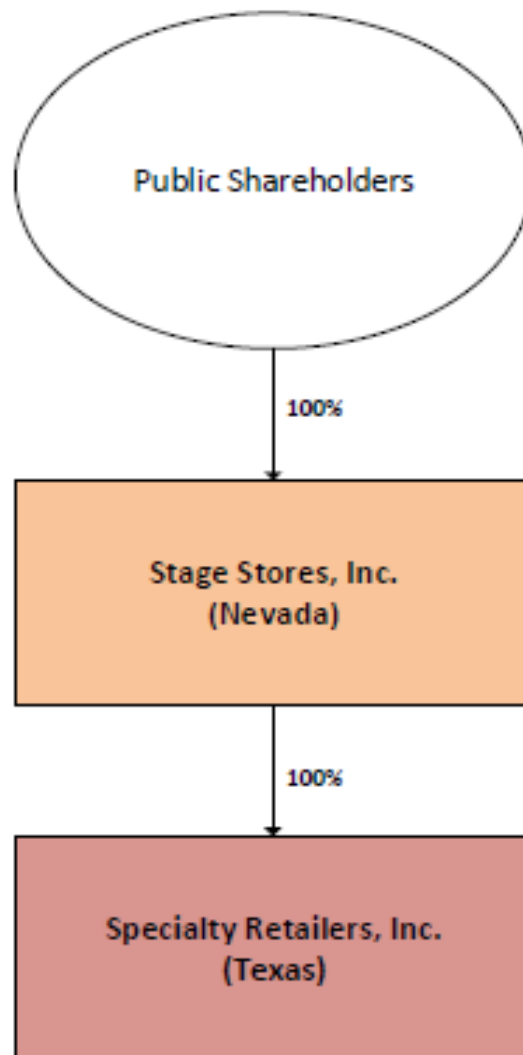 Public Shareholders
100%
Stage Stores, Inc.
(Nevada)
100%
Specialty Retailers, Inc.
(Texas)